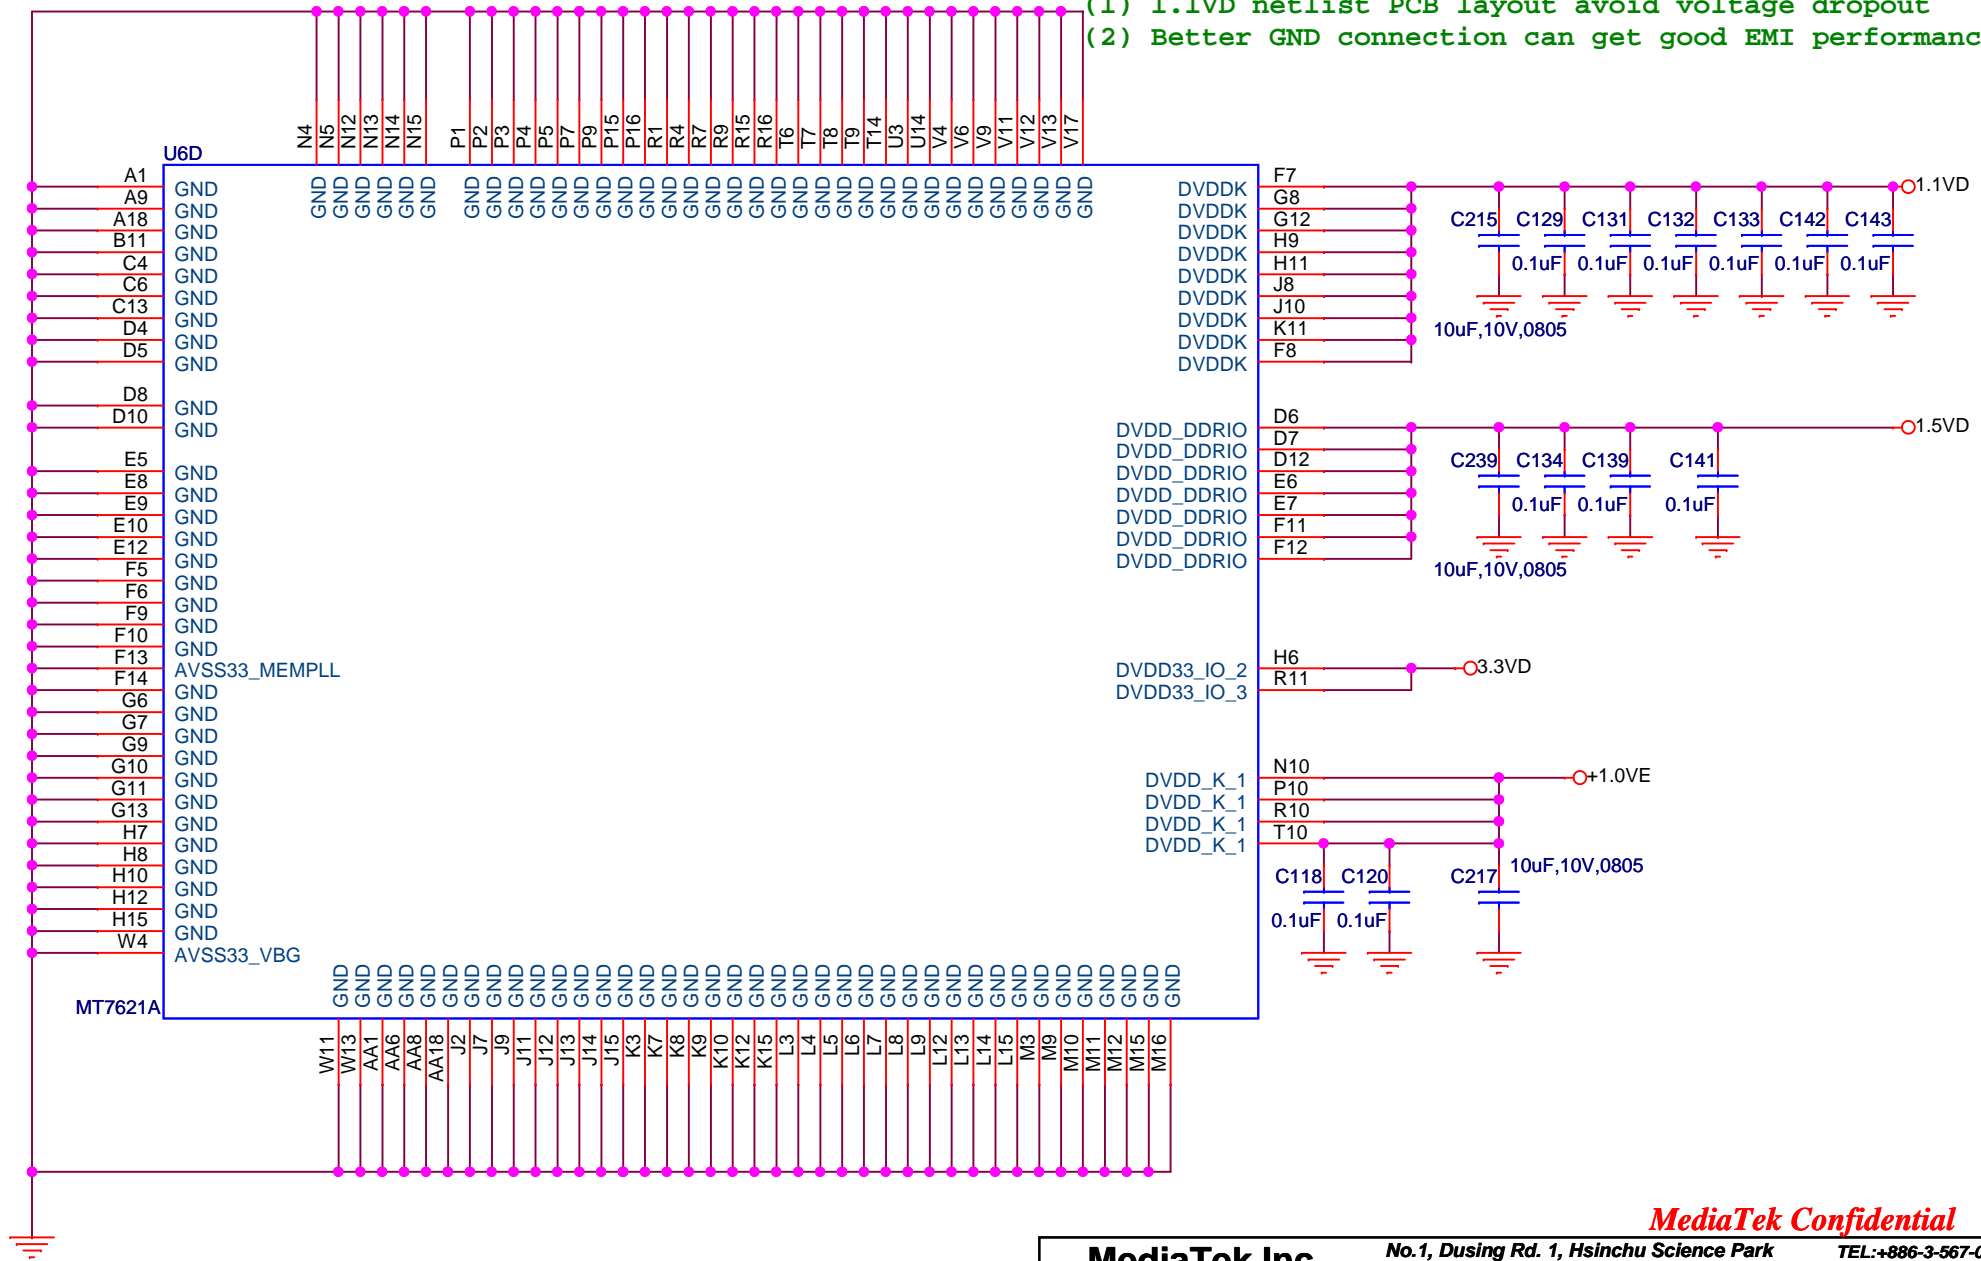 (1) 1.1VD netlist PCB layout avoid voltage dropout
(2) Better GND connection can get good EMI performanc
N4 N5 N12 N13 N14 N15 P1 P2 P3 P4 P5 P7 P9 P15 P16 R1 R4 R7 R9 R15 R16 T6 T7 T8 T9 T14 U3 U14 V4 V6 V9 V11 V12 V13 V17
U6D
GND GND GND GND GND GND GND GND GND GND GND GND GND GND GND GND GND GND GND GND GND GND GND GND GND GND GND GND GND GND GND GND GND GND GND
A1 GND
A9 GND
A18 GND
B11 GND
C4 GND
C6 GND
C13 GND
D4 GND
D5 GND
D8 GND
D10 GND
E5 GND
E8 GND
E9 GND
E10 GND
E12 GND
F5 GND
F6 GND
F9 GND
F10 GND
F13 AVSS33_MEMPLL
F14 GND
G6 GND
G7 GND
G9 GND
G10 GND
G11 GND
G13 GND
H7 GND
H8 GND
H10 GND
H12 GND
H15 GND
W4 AVSS33_VBG
MT7621A
DVDDK F7
DVDDK G8
DVDDK G12
DVDDK H9
DVDDK H11
DVDDK J8
DVDDK J10
DVDDK K11
DVDDK F8
1.1VD
C215 C129 C131 C132 C133 C142 C143
0.1uF 0.1uF 0.1uF 0.1uF 0.1uF 0.1uF
10uF,10V,0805
DVDD_DDRIO D6
DVDD_DDRIO D7
DVDD_DDRIO D12
DVDD_DDRIO E6
DVDD_DDRIO E7
DVDD_DDRIO F11
DVDD_DDRIO F12
1.5VD
C239 C134 C139 C141
0.1uF 0.1uF 0.1uF
10uF,10V,0805
DVDD33_IO_2 H6
DVDD33_IO_3 R11
3.3VD
DVDD_K_1 N10
DVDD_K_1 P10
DVDD_K_1 R10
DVDD_K_1 T10
+1.0VE
10uF,10V,0805
C118 C120 C217
0.1uF 0.1uF
GND GND GND GND GND GND GND GND GND GND GND GND GND GND GND GND GND GND GND GND GND GND GND GND GND GND GND GND GND GND GND GND GND GND GND GND GND GND GND
W11 W13 AA1 AA6 AA8 AA18 J2 J7 J9 J11 J12 J13 J14 J15 K3 K7 K8 K9 K10 K12 K15 L3 L4 L5 L6 L7 L8 L9 L12 L13 L14 L15 M3 M9 M10 M11 M12 M15 M16
MediaTek Confidential
MediaTek Inc
No.1, Dusing Rd. 1, Hsinchu Science Park
TEL:+886-3-567-0